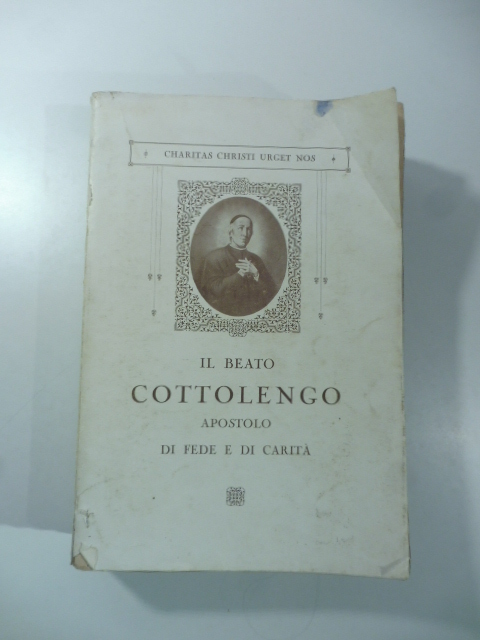 CHARITAS CHRISTI URGET NOS
IL BEATO
COTTOLENGO
APOSTOLO
DI FEDE E DI CARITÀ